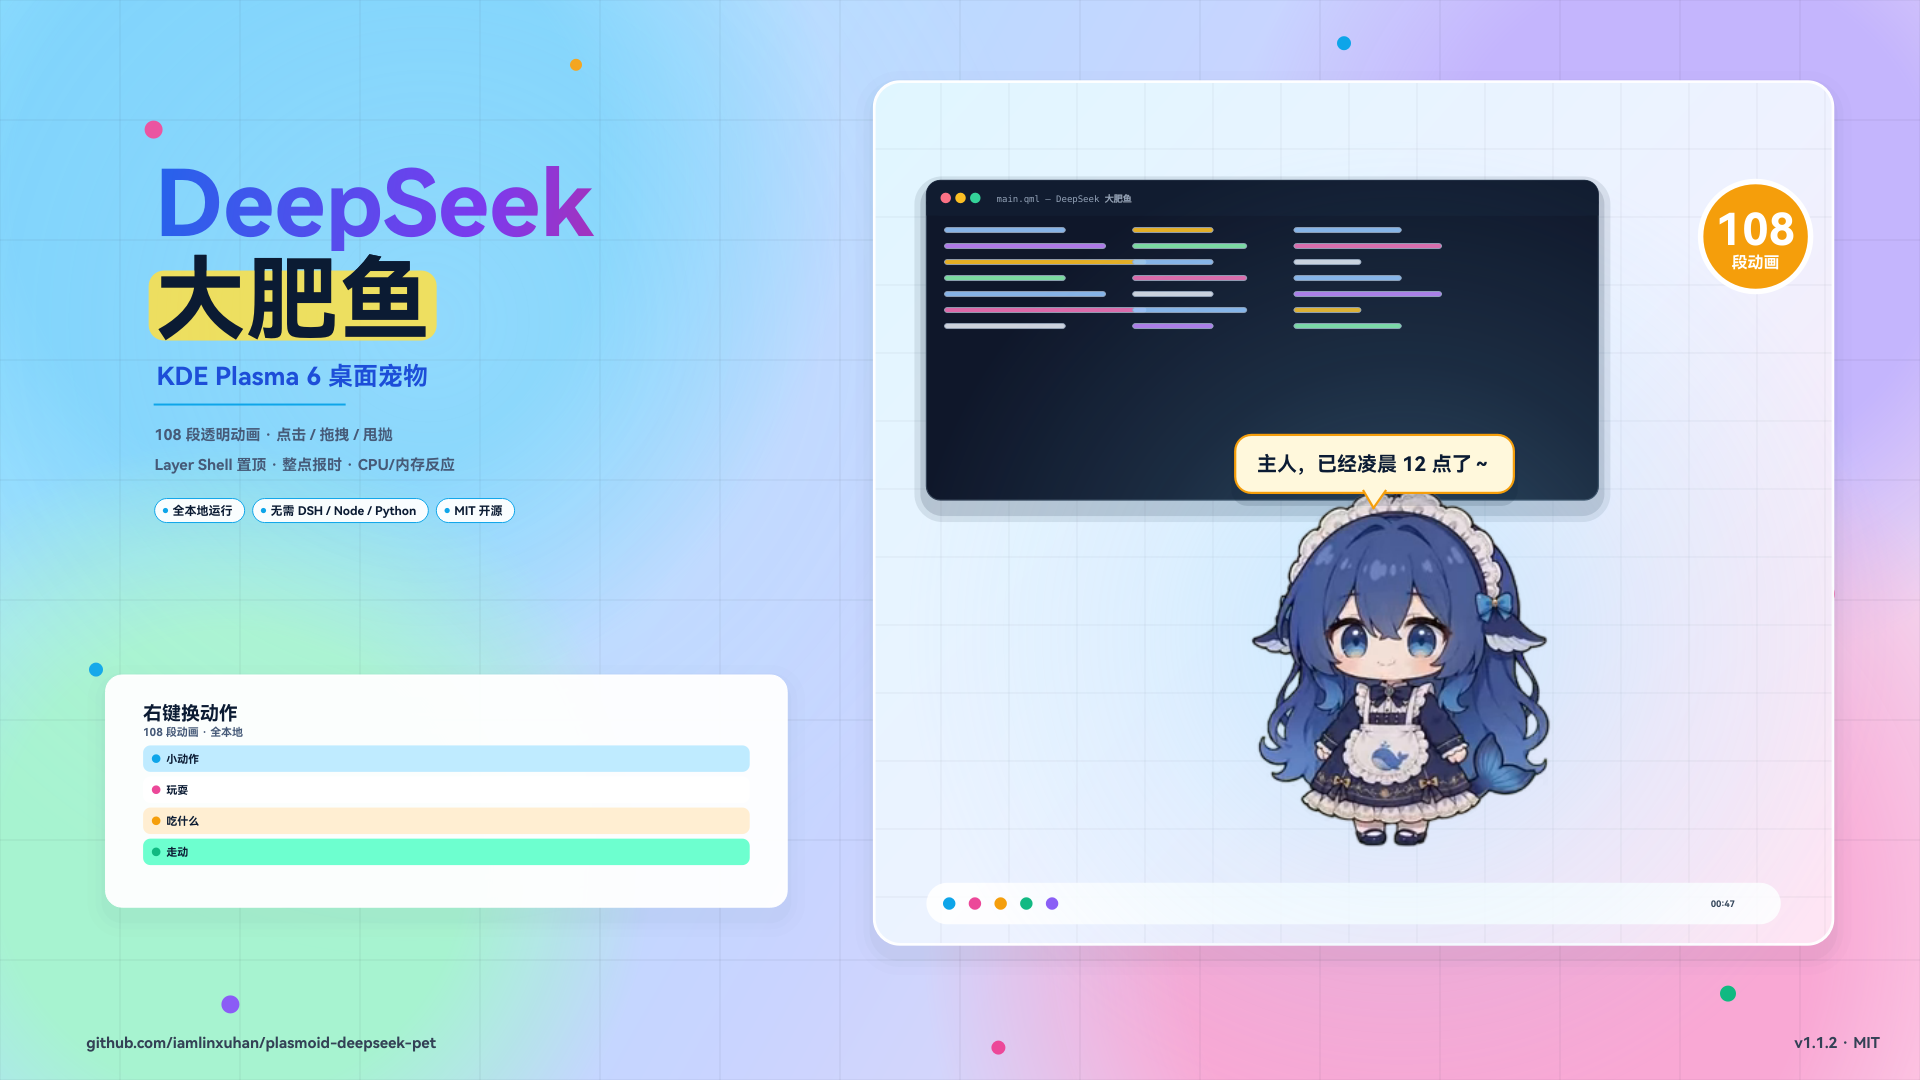 DeepSeek
大肥鱼
KDE Plasma 6 桌面宠物
108 段透明动画 · 点击 / 拖拽 / 甩抛
Layer Shell 置顶 · 整点报时 · CPU/内存反应
全本地运行
无需 DSH / Node / Python
MIT 开源
右键换动作
108 段动画 · 全本地
小动作
玩耍
吃什么
走动
main.qml — DeepSeek 大肥鱼
108
段动画
主人，已经凌晨 12 点了 ~
00:47
github.com/iamlinxuhan/plasmoid-deepseek-pet
v1.1.2 · MIT